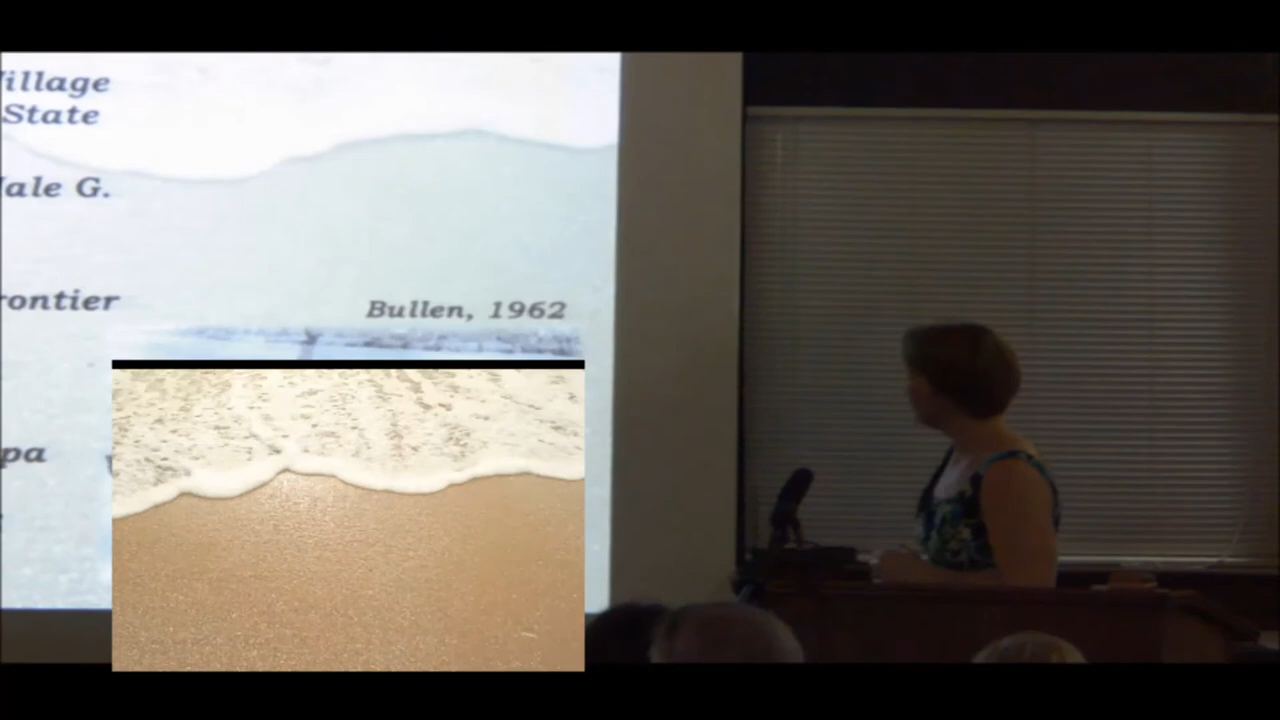 illage
State
ale G.
rontier
Bullen, 1962
pa